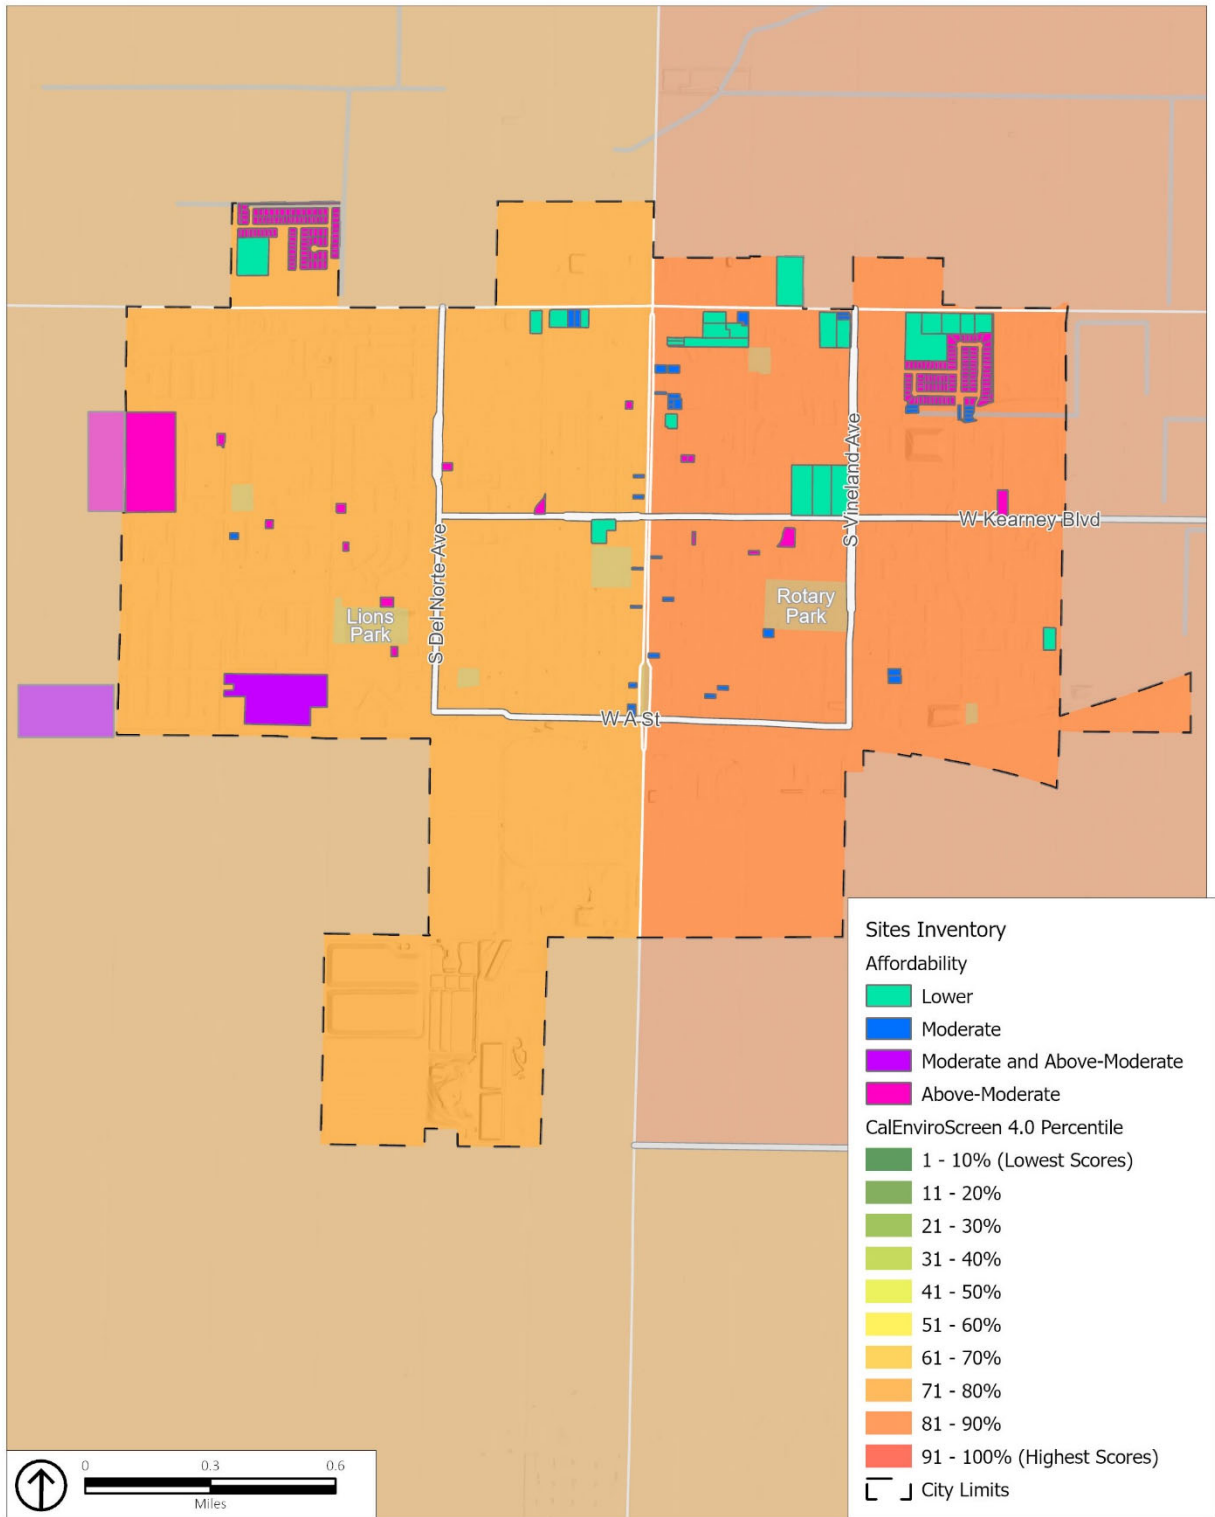 S Vineland Ave
W Kearney Blvd
S Del Norte Ave
Lions
Park
Rotary
Park
W A St
Sites Inventory
Affordability
Lower
Moderate
Moderate and Above-Moderate
Above-Moderate
CalEnviroScreen 4.0 Percentile
1 - 10% (Lowest Scores)
11 - 20%
21 - 30%
31 - 40%
41 - 50%
51 - 60%
61 - 70%
71 - 80%
81 - 90%
91 - 100% (Highest Scores)
City Limits
0 0.3 0.6
Miles